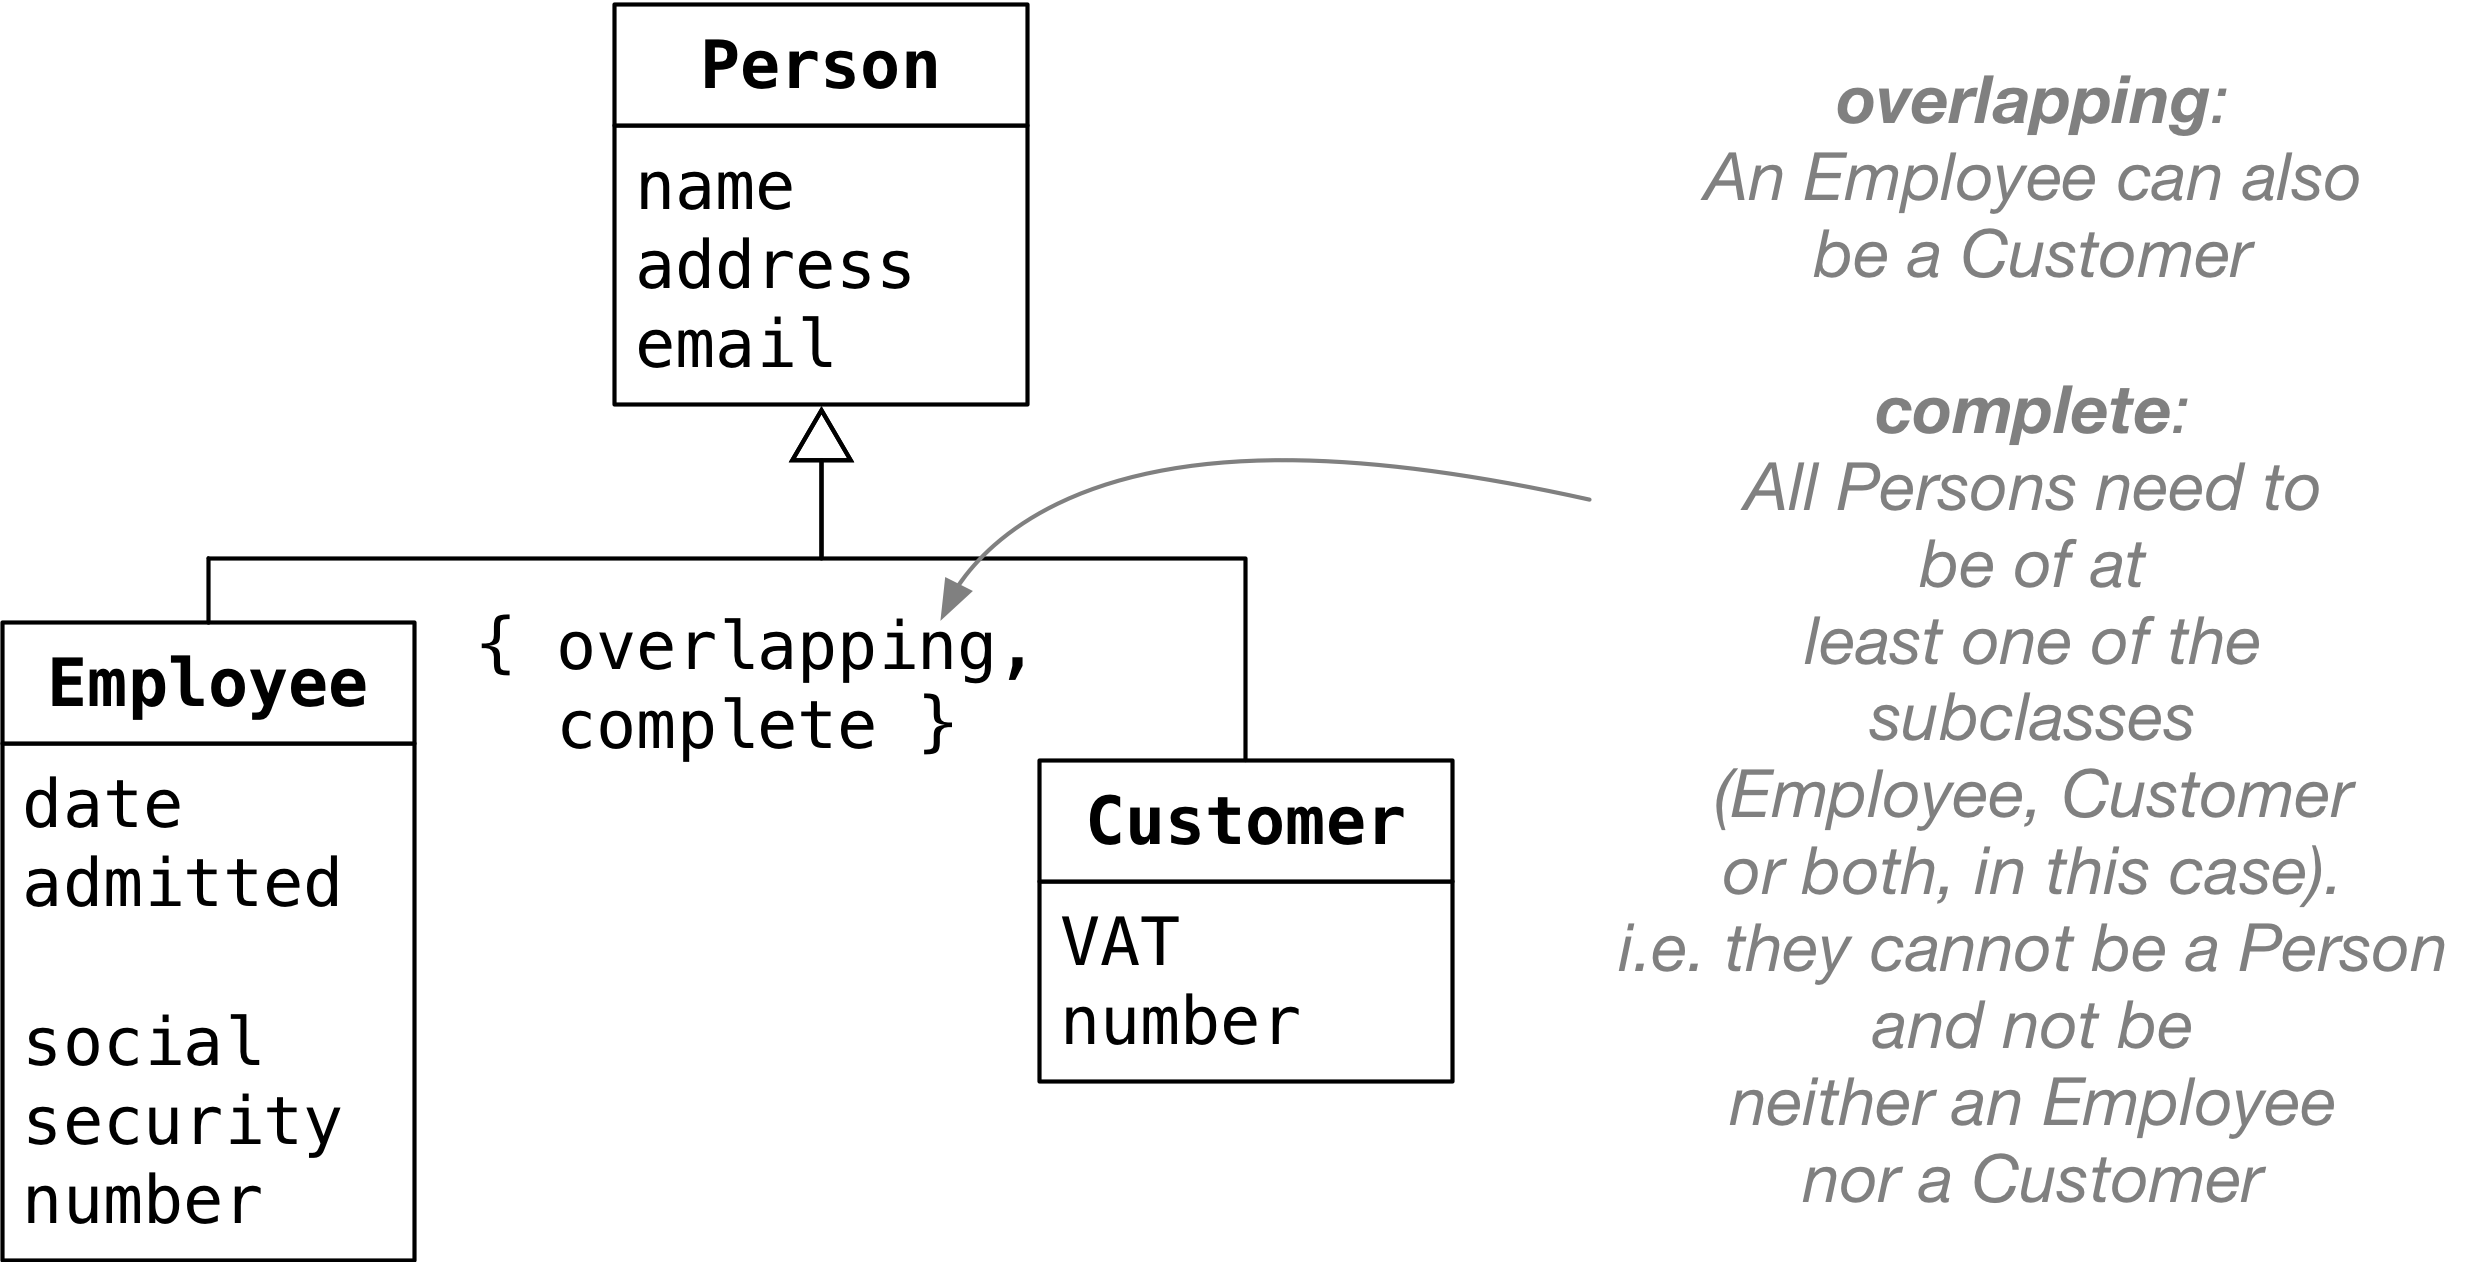 Person
name
address
email
Employee
date
admitted
social
security
number
{ overlapping,
complete }
Customer
VAT
number
overlapping:
An Employee can also
be a Customer
complete:
All Persons need to
be of at
least one of the
subclasses
(Employee, Customer
or both, in this case).
i.e. they cannot be a Person
and not be
neither an Employee
nor a Customer